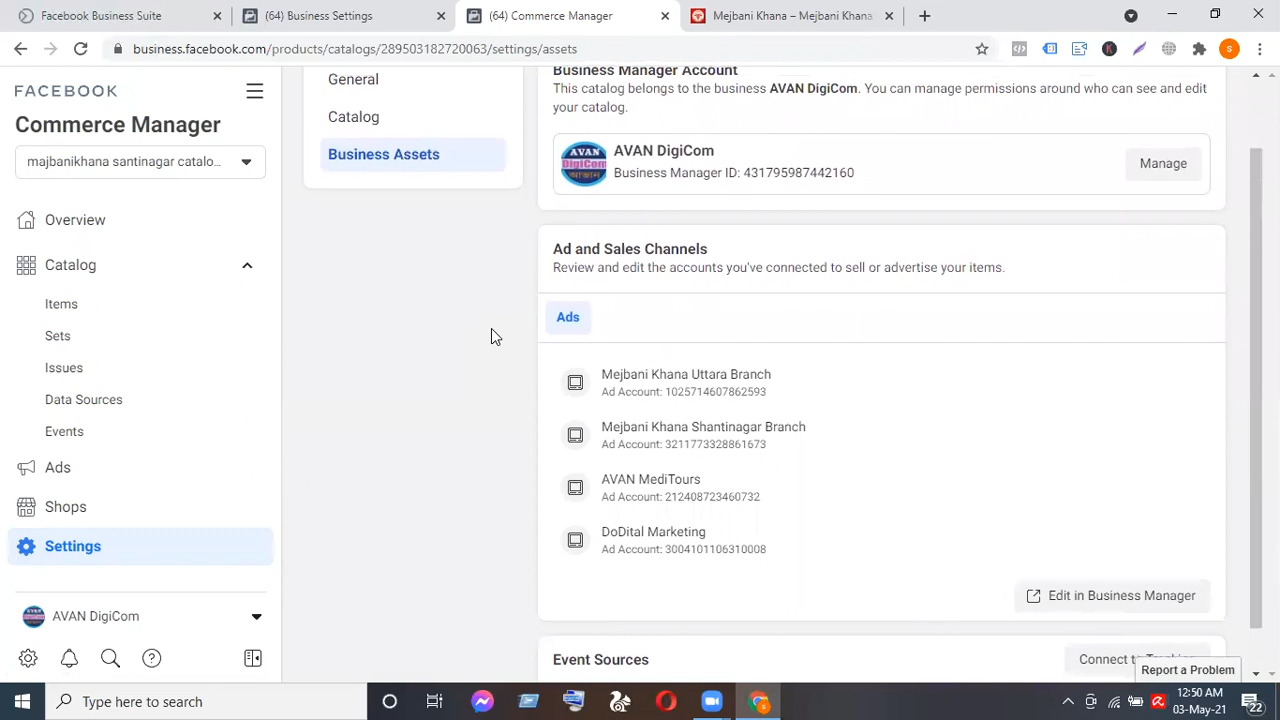 Facebook Business Suite
(64) Business Settings
(64) Commerce Manager
Mejbani Khana – Mejbani Khana
business.facebook.com/products/catalogs/289503182720063/settings/assets
FACEBOOK
Commerce Manager
majbanikhana santinagar catalo...
Overview
Catalog
Items
Sets
Issues
Data Sources
Events
Ads
Shops
Settings
AVAN DigiCom
General
Catalog
Business Assets
Business Manager Account
This catalog belongs to the business AVAN DigiCom. You can manage permissions around who can see and edit
your catalog.
AVAN
DigiCom
আভান
AVAN DigiCom
Business Manager ID: 431795987442160
Manage
Ad and Sales Channels
Review and edit the accounts you've connected to sell or advertise your items.
Ads
Mejbani Khana Uttara Branch
Ad Account: 1025714607862593
Mejbani Khana Shantinagar Branch
Ad Account: 3211773328861673
AVAN MediTours
Ad Account: 212408723460732
DoDital Marketing
Ad Account: 3004101106310008
Edit in Business Manager
Event Sources
Connect to Tracking
Report a Problem
Type here to search
12:50 AM
03-May-21
22